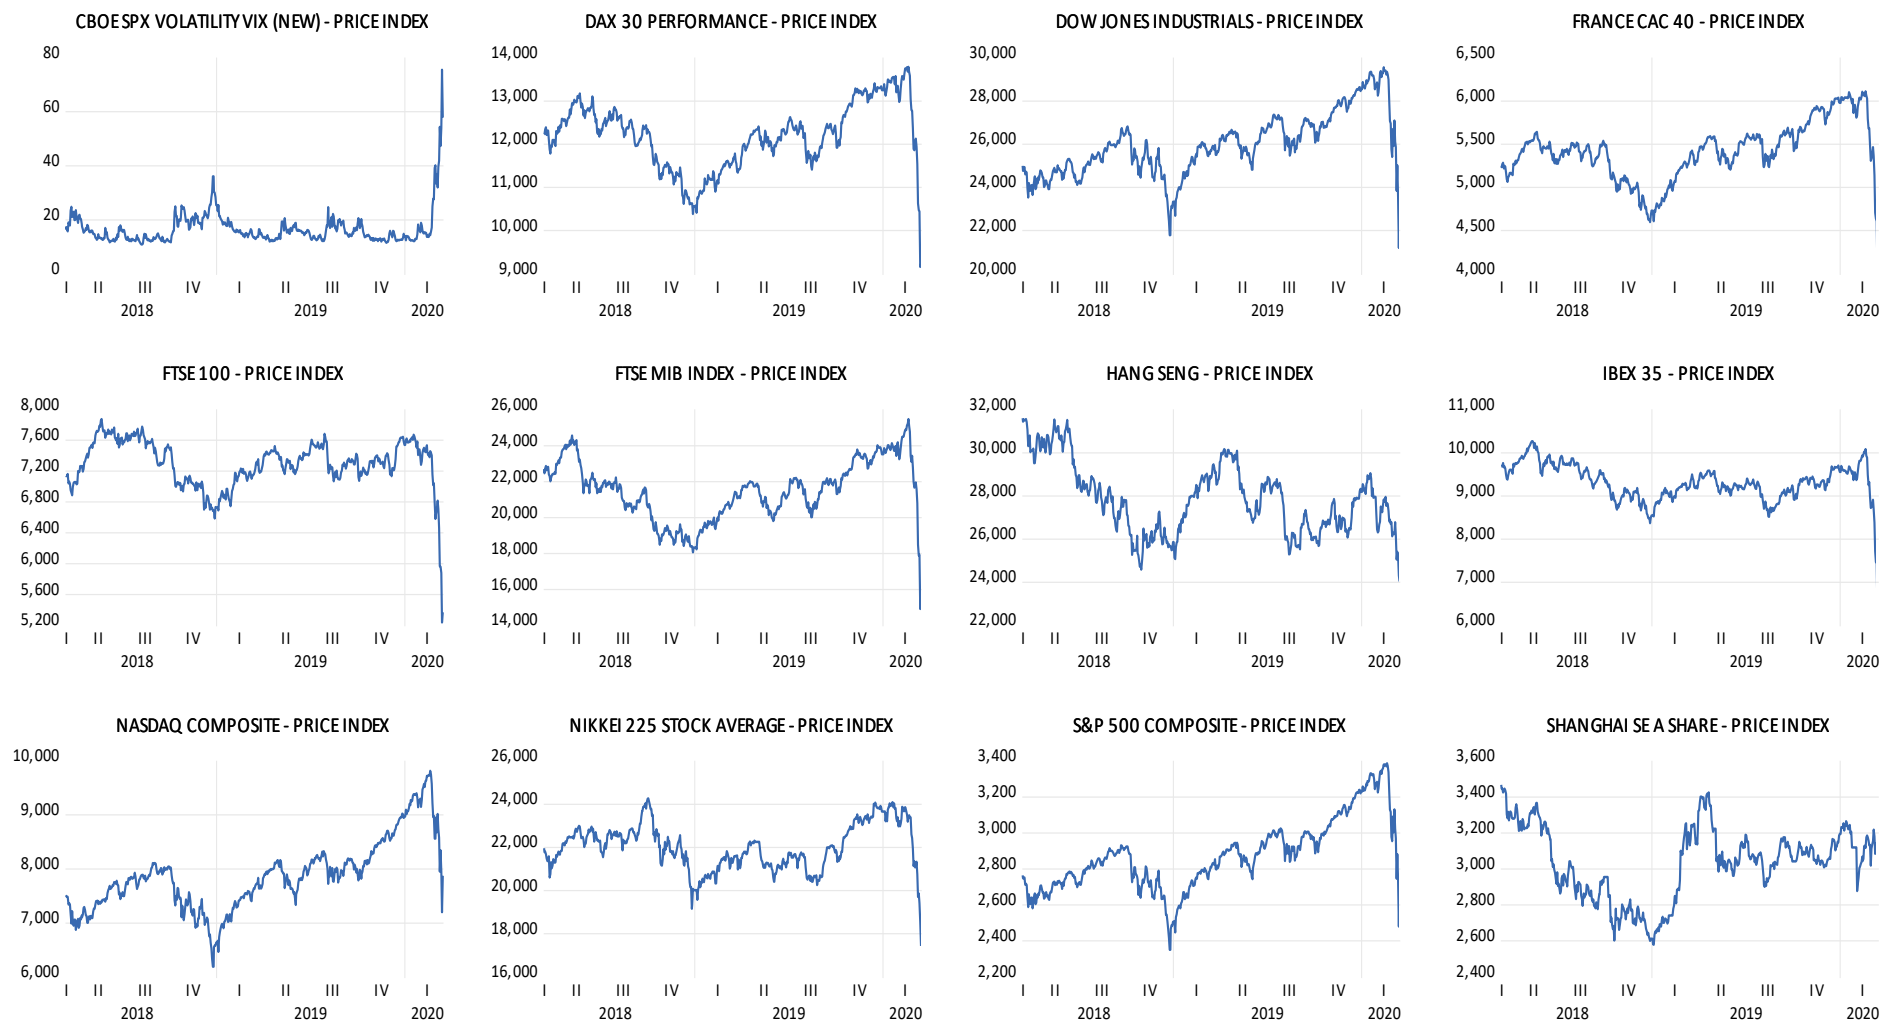 CBOE SPX VOLATILITY VIX (NEW) - PRICE INDEX
80
60
40
20
0
I II III IV I II III IV I
2018 2019 2020
DAX 30 PERFORMANCE - PRICE INDEX
14,000
13,000
12,000
11,000
10,000
9,000
I II III IV I II III IV I
2018 2019 2020
DOW JONES INDUSTRIALS - PRICE INDEX
30,000
28,000
26,000
24,000
22,000
20,000
I II III IV I II III IV I
2018 2019 2020
FRANCE CAC 40 - PRICE INDEX
6,500
6,000
5,500
5,000
4,500
4,000
I II III IV I II III IV I
2018 2019 2020
FTSE 100 - PRICE INDEX
8,000
7,600
7,200
6,800
6,400
6,000
5,600
5,200
I II III IV I II III IV I
2018 2019 2020
FTSE MIB INDEX - PRICE INDEX
26,000
24,000
22,000
20,000
18,000
16,000
14,000
I II III IV I II III IV I
2018 2019 2020
HANG SENG - PRICE INDEX
32,000
30,000
28,000
26,000
24,000
22,000
I II III IV I II III IV I
2018 2019 2020
IBEX 35 - PRICE INDEX
11,000
10,000
9,000
8,000
7,000
6,000
I II III IV I II III IV I
2018 2019 2020
NASDAQ COMPOSITE - PRICE INDEX
10,000
9,000
8,000
7,000
6,000
I II III IV I II III IV I
2018 2019 2020
NIKKEI 225 STOCK AVERAGE - PRICE INDEX
26,000
24,000
22,000
20,000
18,000
16,000
I II III IV I II III IV I
2018 2019 2020
S&P 500 COMPOSITE - PRICE INDEX
3,400
3,200
3,000
2,800
2,600
2,400
2,200
I II III IV I II III IV I
2018 2019 2020
SHANGHAI SE A SHARE - PRICE INDEX
3,600
3,400
3,200
3,000
2,800
2,600
2,400
I II III IV I II III IV I
2018 2019 2020